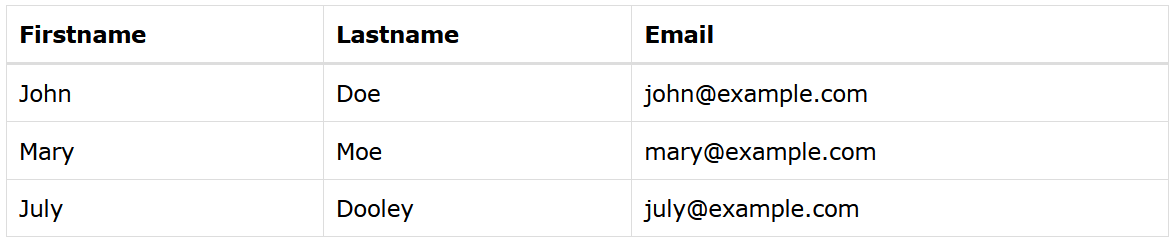 Firstname Lastname Email
John Doe john@example.com
Mary Moe mary@example.com
July Dooley july@example.com